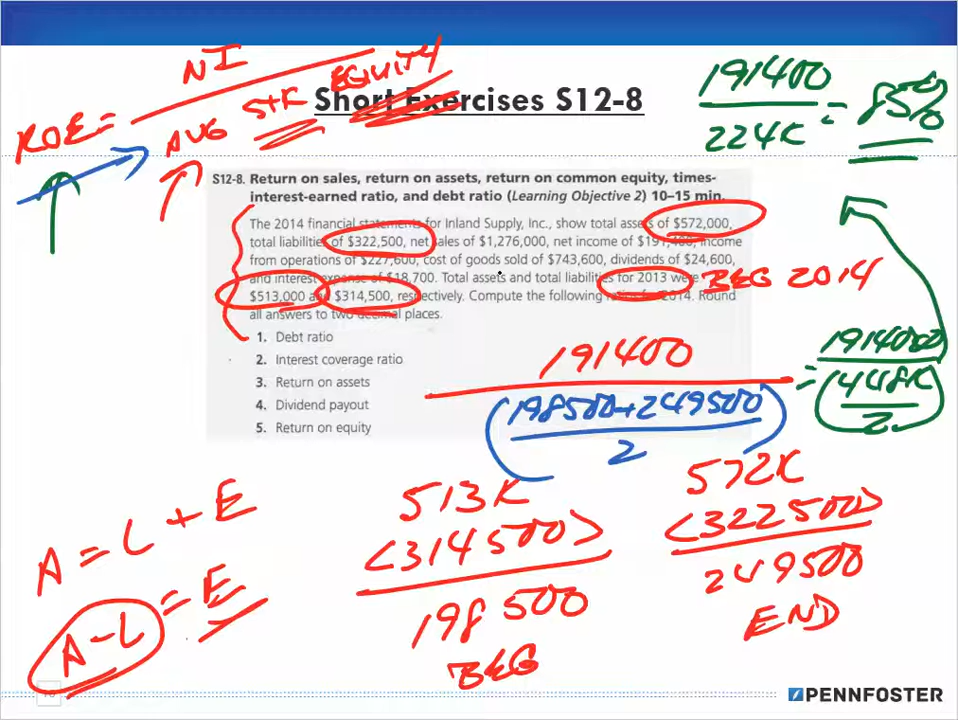 Short Exercises S12-8
ROE = NI
AVG STK EQUITY
191400
224K
= 85%
S12-8. Return on sales, return on assets, return on common equity, times-
interest-earned ratio, and debt ratio (Learning Objective 2) 10–15 min.
The 2014 financial statements for Inland Supply, Inc., show total assets of $572,000,
total liabilities of $322,500, net sales of $1,276,000, net income of $191,400, income
from operations of $227,600, cost of goods sold of $743,600, dividends of $24,600,
and interest expense of $18,700. Total assets and total liabilities for 2013 were
$513,000 and $314,500, respectively. Compute the following ratios for 2014. Round
all answers to two decimal places.
BEG 2014
1. Debt ratio
2. Interest coverage ratio
3. Return on assets
4. Dividend payout
5. Return on equity
191400
(198500+249500)
2
= 191400
(448K
2)
A = L + E
A - L = E
513K
<314500>
198500
BEG
572K
<322500>
249500
END
PENNFOSTER